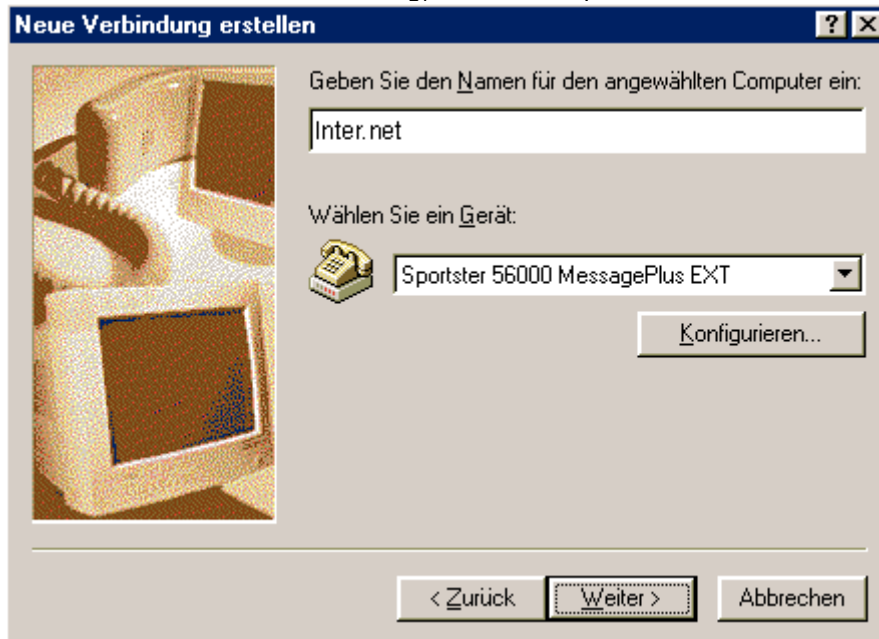 Neue Verbindung erstellen
Geben Sie den Namen für den angewählten Computer ein:
Inter.net
Wählen Sie ein Gerät:
Sportster 56000 MessagePlus EXT
Konfigurieren...
< Zurück Weiter > Abbrechen